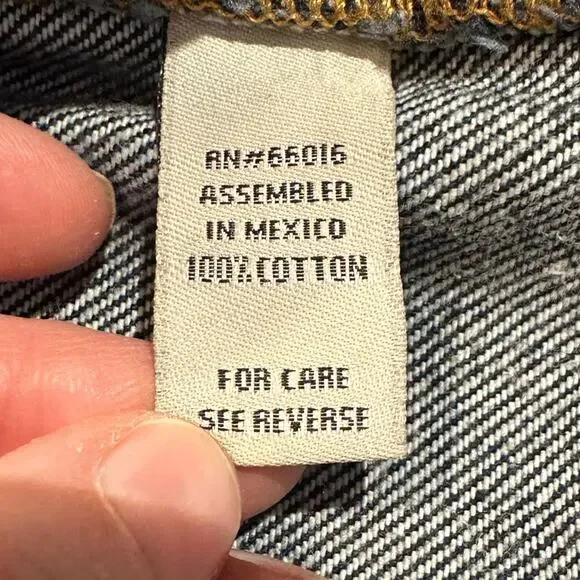 RN#66016
ASSEMBLED
IN MEXICO
100% COTTON
FOR CARE
SEE REVERSE